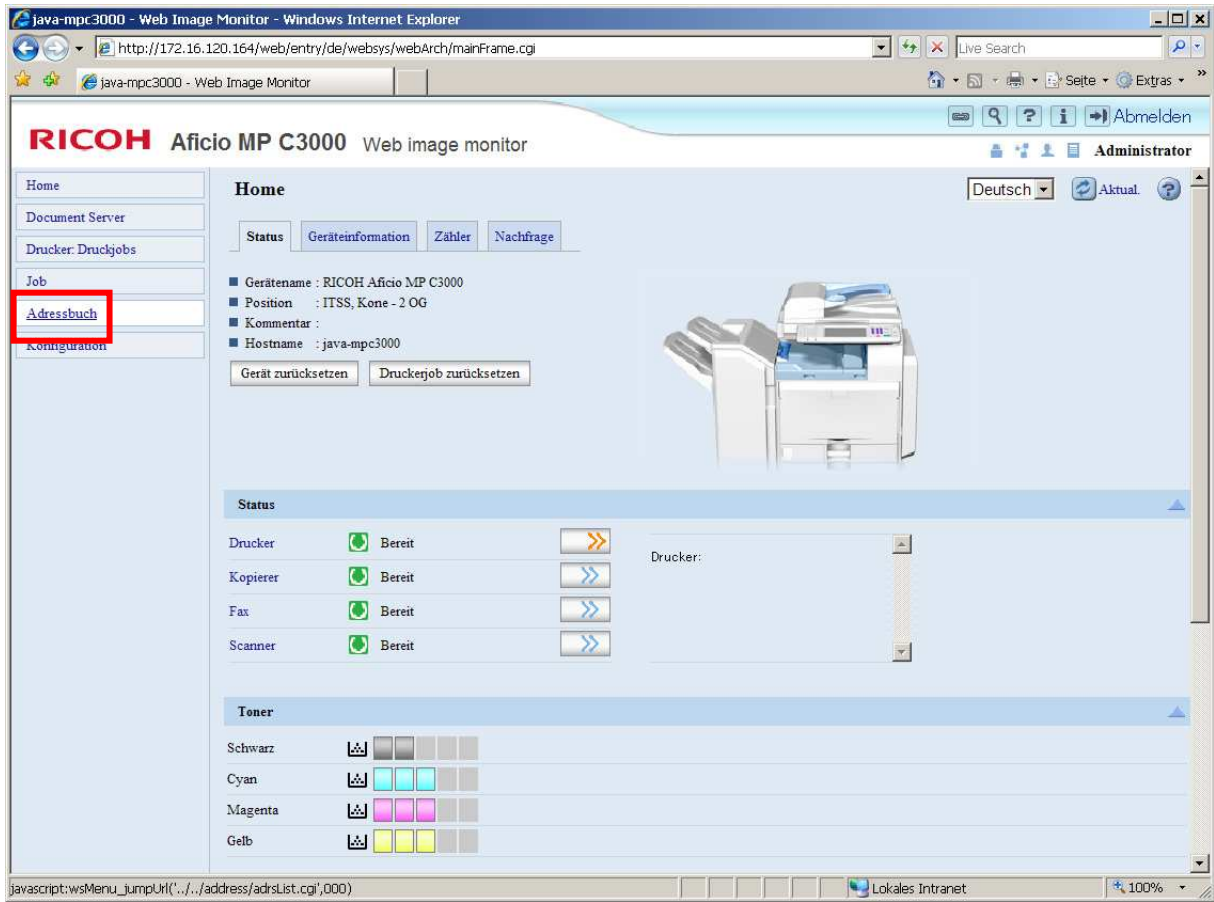 java-mpc3000 - Web Image Monitor - Windows Internet Explorer
http://172.16.120.164/web/entry/de/websys/webArch/mainFrame.cgi
Live Search
java-mpc3000 - Web Image Monitor
Seite
Extras
Abmelden
RICOH Aficio MP C3000 Web image monitor
Administrator
Home
Document Server
Drucker: Druckjobs
Job
Adressbuch
Konfiguration
Home
Deutsch
Aktual.
Status
Geräteinformation
Zähler
Nachfrage
Gerätename : RICOH Aficio MP C3000
Position : ITSS, Kone - 2 OG
Kommentar :
Hostname : java-mpc3000
Gerät zurücksetzen
Druckerjob zurücksetzen
Status
Drucker Bereit
Kopierer Bereit
Fax Bereit
Scanner Bereit
Drucker:
Toner
Schwarz
Cyan
Magenta
Gelb
javascript:wsMenu_jumpUrl('../../address/adrsList.cgi',000)
Lokales Intranet
100%